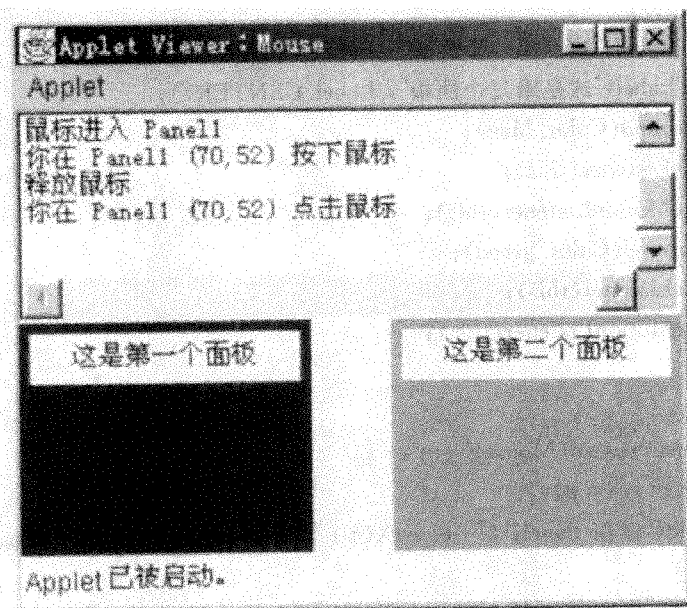 Applet Viewer:Mouse
Applet
鼠标进入 Panel1
你在 Panel1 (70,52) 按下鼠标
释放鼠标
你在 Panel1 (70,52) 点击鼠标
这是第一个面板
这是第二个面板
Applet 已被启动。